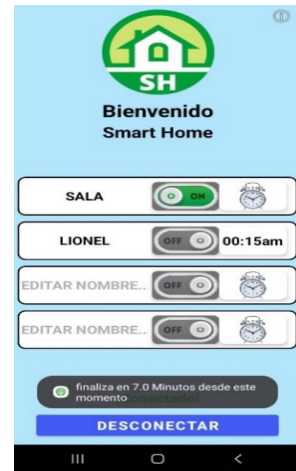 SH
Bienvenido
Smart Home
SALA
ON
LIONEL
OFF
00:15am
EDITAR NOMBRE..
OFF
EDITAR NOMBRE..
OFF
finaliza en 7.0 Minutos desde este
momento
DESCONECTAR